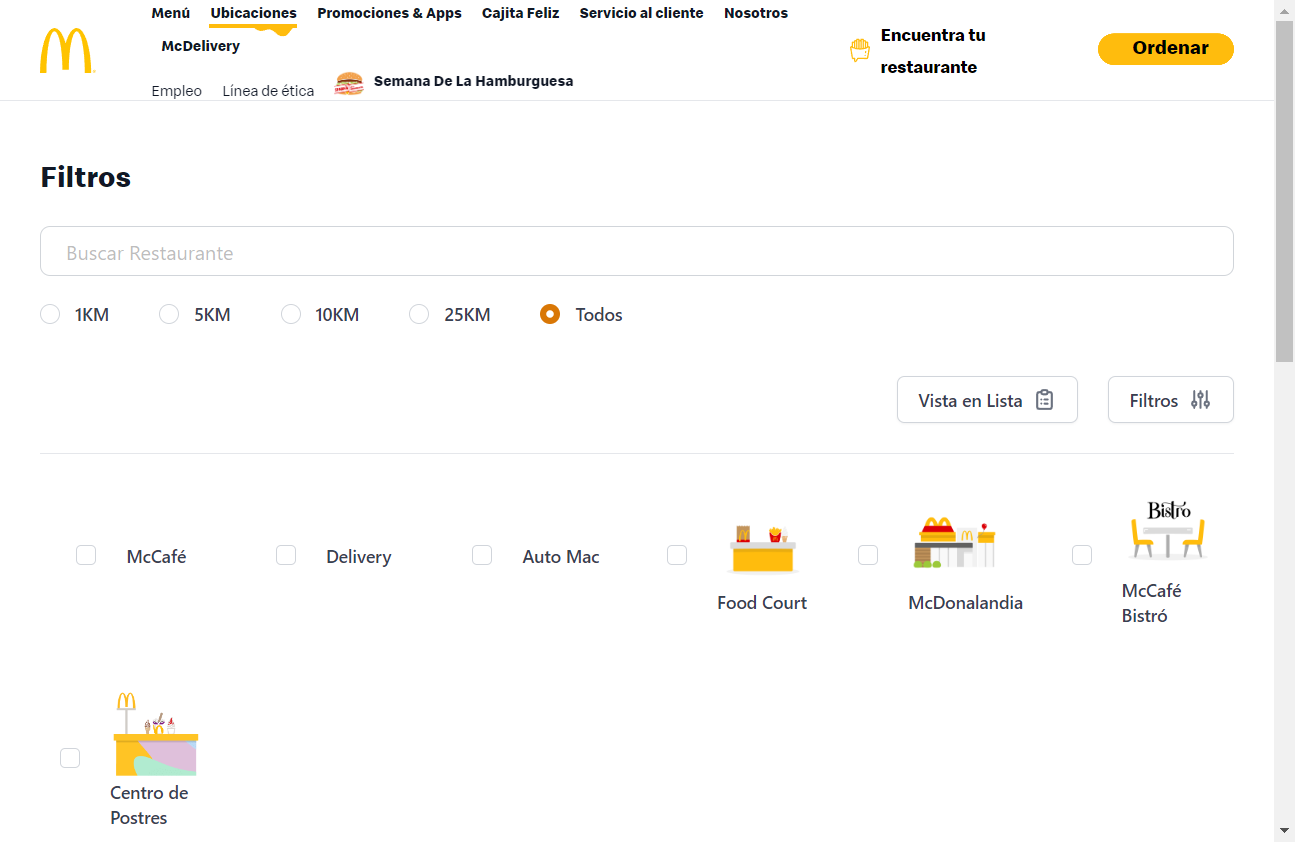 Menú Ubicaciones Promociones & Apps Cajita Feliz Servicio al cliente Nosotros
McDelivery
Encuentra tu
restaurante
Ordenar
Empleo Línea de ética Semana De La Hamburguesa
Filtros
Buscar Restaurante
1KM 5KM 10KM 25KM Todos
Vista en Lista Filtros
McCafé Delivery Auto Mac
Food Court
McDonalandia
Bistró
McCafé
Bistró
Centro de
Postres